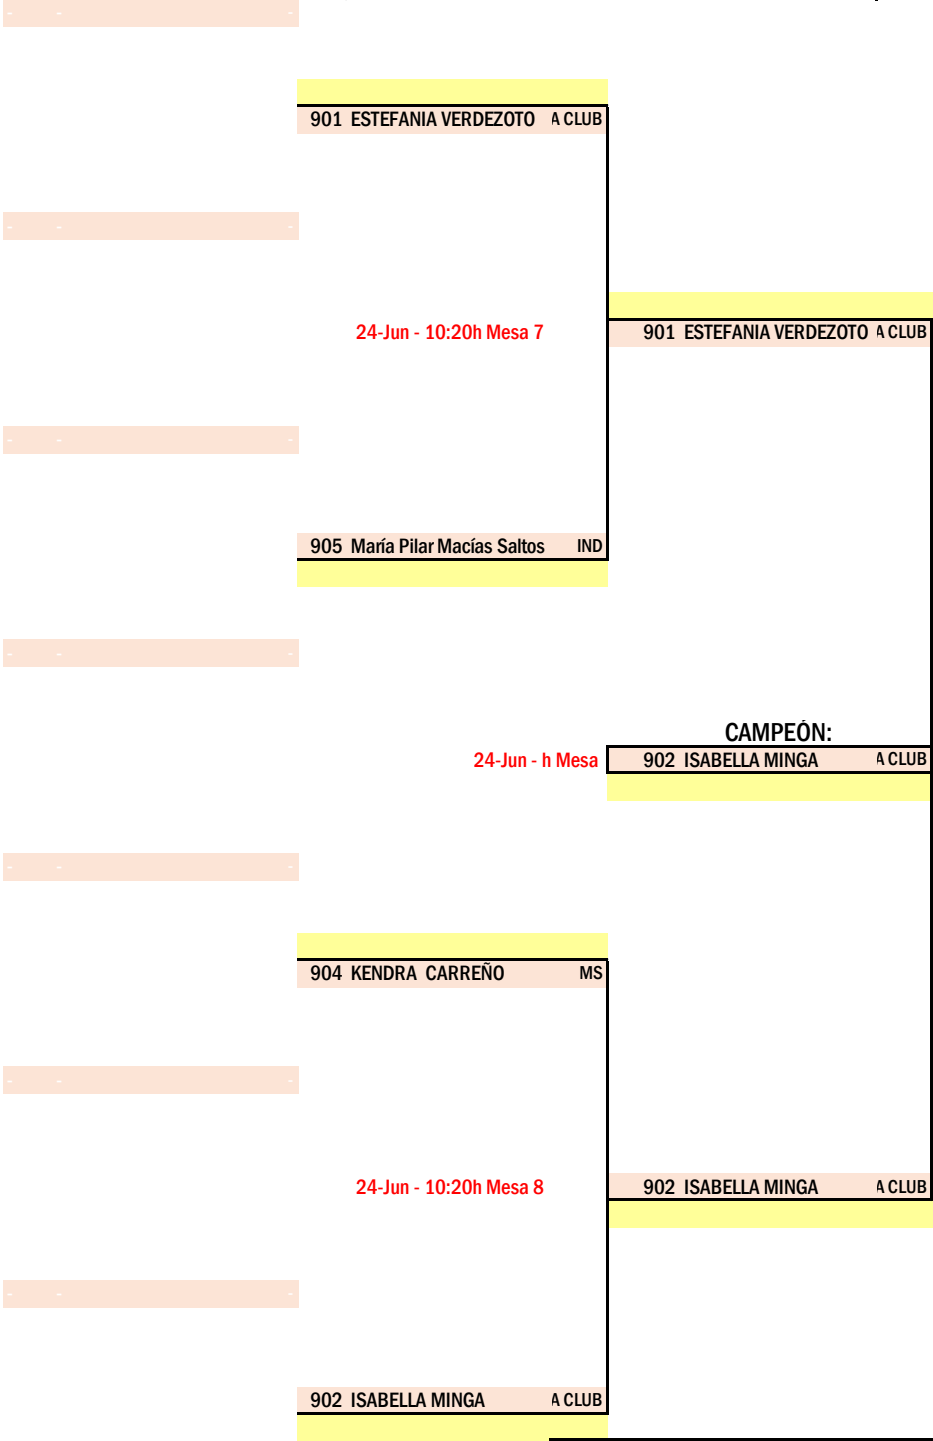 - - -
901 ESTEFANIA VERDEZOTO A CLUB
- - -
24-Jun - 10:20h Mesa 7 901 ESTEFANIA VERDEZOTO A CLUB
- - -
905 María Pilar Macías Saltos IND
- - -
CAMPEÓN:
24-Jun - h Mesa 902 ISABELLA MINGA A CLUB
- - -
904 KENDRA CARREÑO MS
- - -
24-Jun - 10:20h Mesa 8 902 ISABELLA MINGA A CLUB
- - -
902 ISABELLA MINGA A CLUB